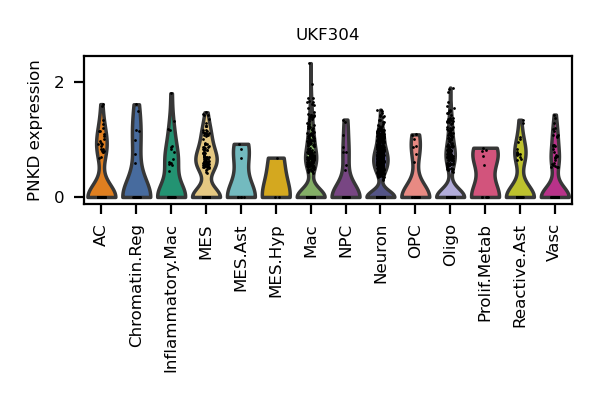 UKF304
PNKD expression
2
0
AC
Chromatin.Reg
Inflammatory.Mac
MES
MES.Ast
MES.Hyp
Mac
NPC
Neuron
OPC
Oligo
Prolif.Metab
Reactive.Ast
Vasc